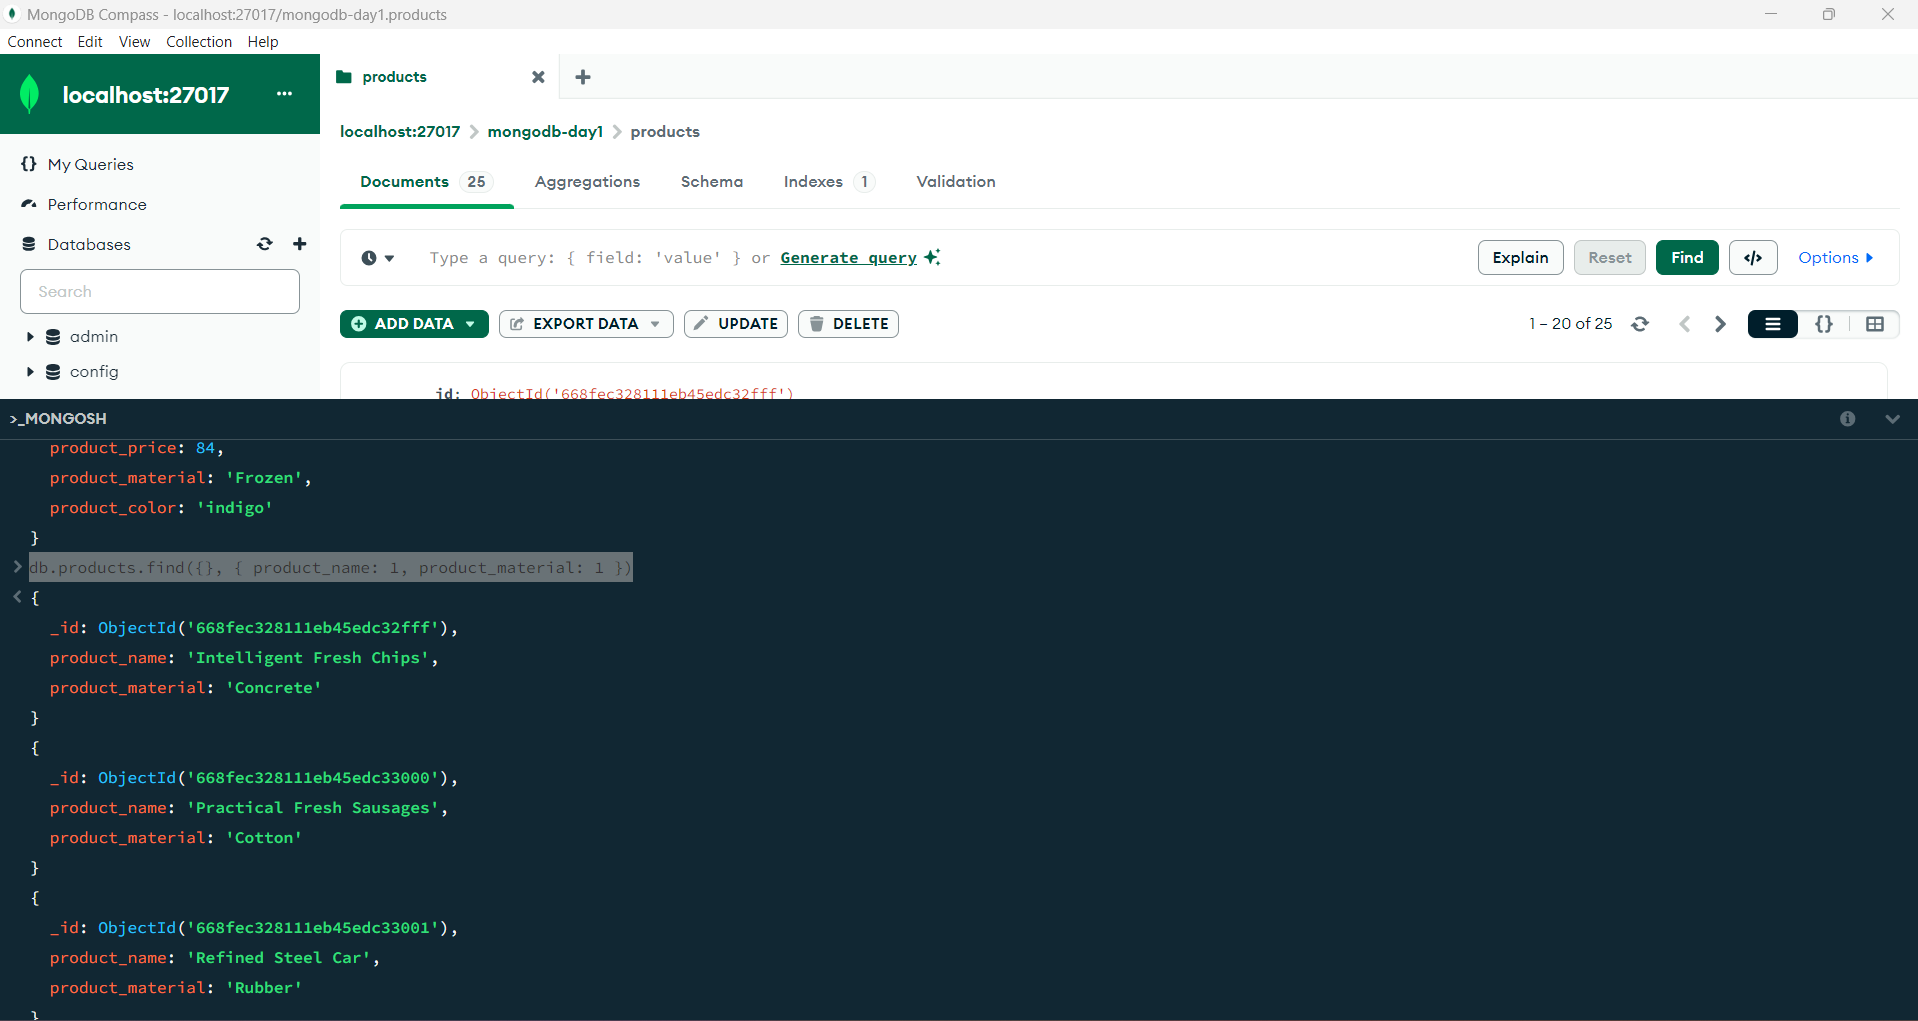 MongoDB Compass - localhost:27017/mongodb-day1.products
Connect Edit View Collection Help
localhost:27017 ...
products
localhost:27017 > mongodb-day1 > products
{} My Queries
Documents 25 Aggregations Schema Indexes 1 Validation
Performance
Databases
Type a query: { field: 'value' } or Generate query
Explain Reset Find </> Options
Search
ADD DATA EXPORT DATA UPDATE DELETE 1 – 20 of 25 {}
admin
config
_id: ObjectId('668fec328111eb45edc32fff')
>_MONGOSH
product_price: 84,
product_material: 'Frozen',
product_color: 'indigo'
}
> db.products.find({}, { product_name: 1, product_material: 1 })
< {
_id: ObjectId('668fec328111eb45edc32fff'),
product_name: 'Intelligent Fresh Chips',
product_material: 'Concrete'
}
{
_id: ObjectId('668fec328111eb45edc33000'),
product_name: 'Practical Fresh Sausages',
product_material: 'Cotton'
}
{
_id: ObjectId('668fec328111eb45edc33001'),
product_name: 'Refined Steel Car',
product_material: 'Rubber'
}